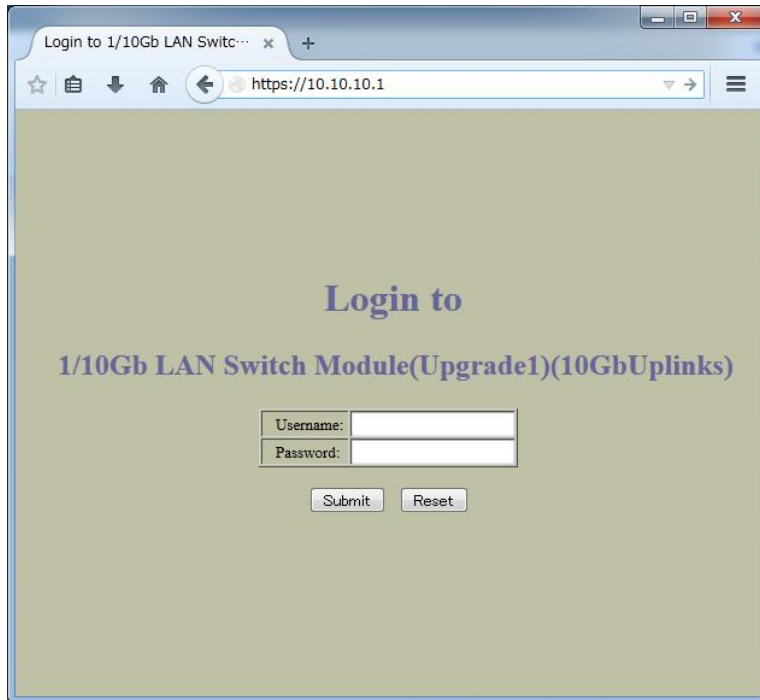 Login to 1/10Gb LAN Switc…
https://10.10.10.1
Login to
1/10Gb LAN Switch Module(Upgrade1)(10GbUplinks)
Username:
Password:
Submit Reset